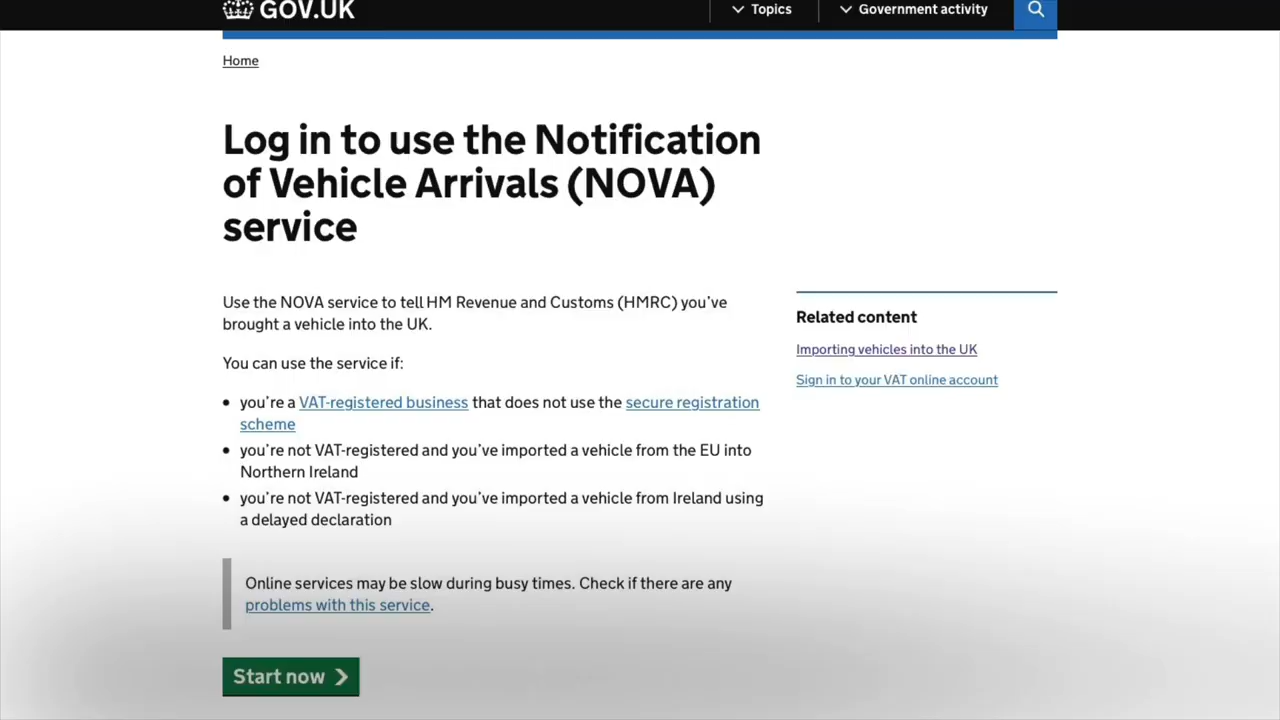 GOV.UK
Topics
Government activity
Home
Log in to use the Notification
of Vehicle Arrivals (NOVA)
service
Use the NOVA service to tell HM Revenue and Customs (HMRC) you’ve
brought a vehicle into the UK.
You can use the service if:
you’re a VAT-registered business that does not use the secure registration
scheme
you’re not VAT-registered and you’ve imported a vehicle from the EU into
Northern Ireland
you’re not VAT-registered and you’ve imported a vehicle from Ireland using
a delayed declaration
Online services may be slow during busy times. Check if there are any
problems with this service.
Start now
Related content
Importing vehicles into the UK
Sign in to your VAT online account